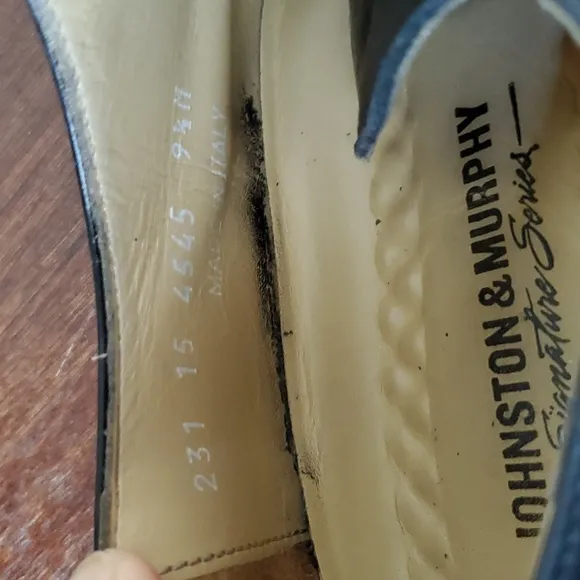 231 15 4545 9½ M
MADE IN ITALY
JOHNSTON & MURPHY
Signature Series